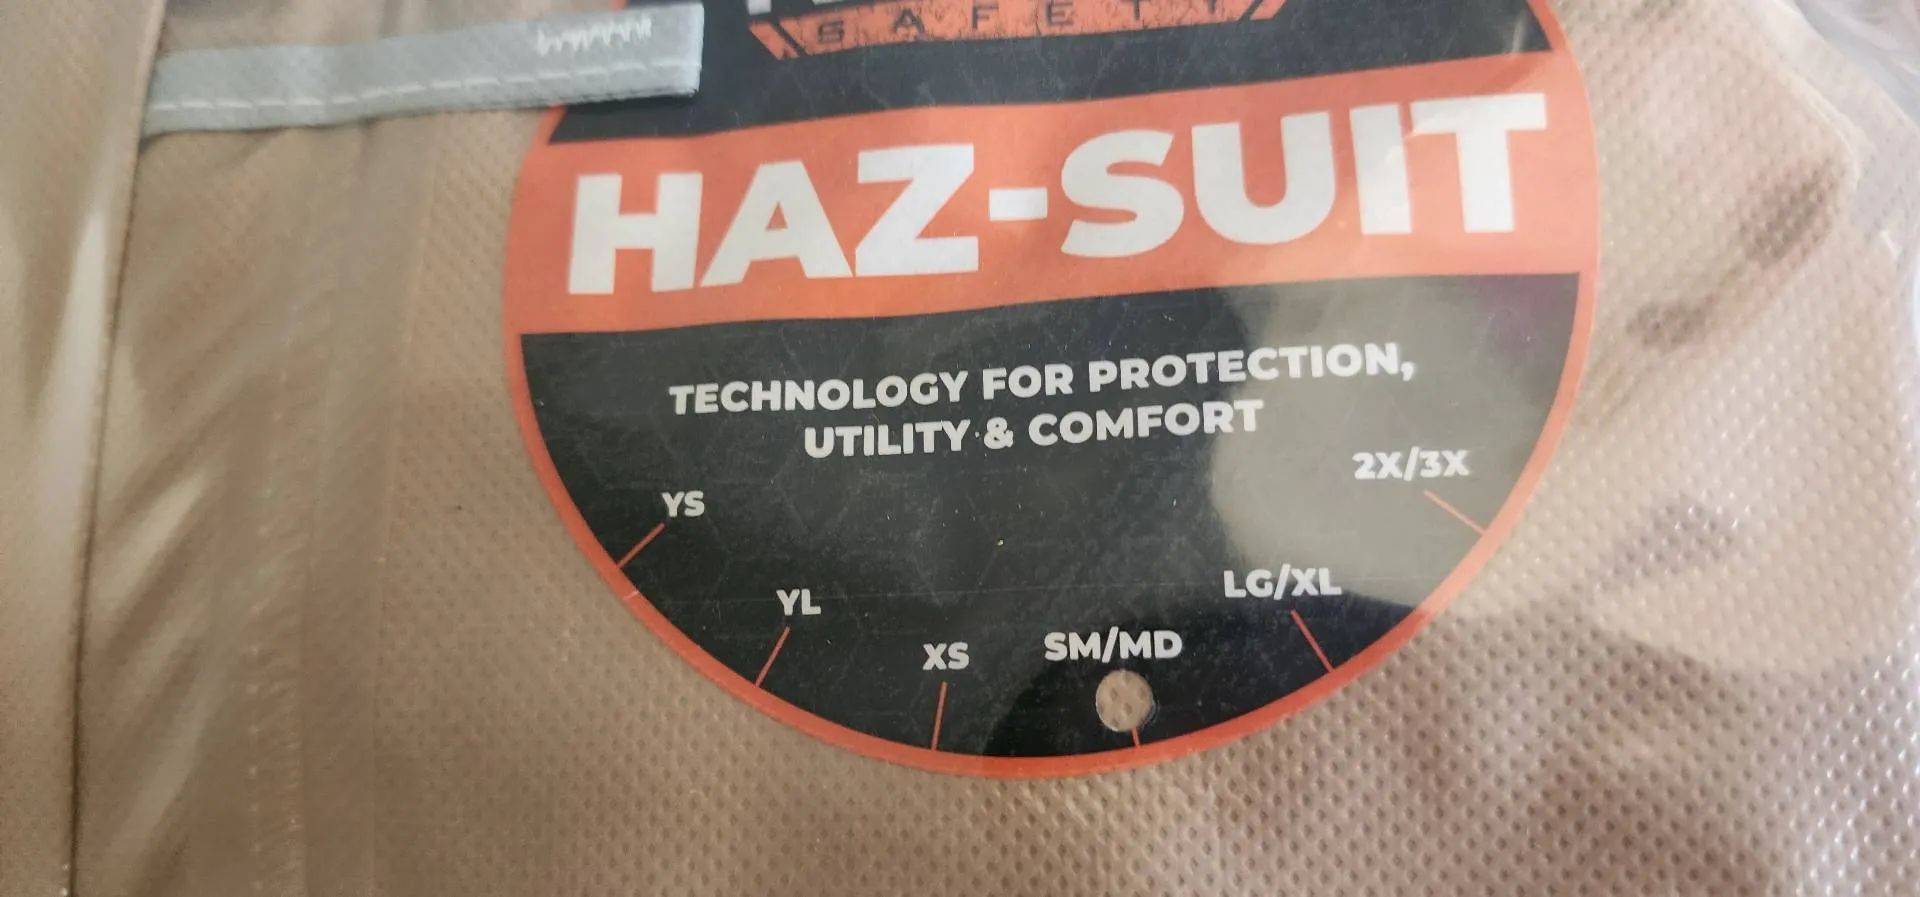 SAFETY
HAZ-SUIT
TECHNOLOGY FOR PROTECTION,
UTILITY & COMFORT
2X/3X
YS
LG/XL
YL
SM/MD
XS